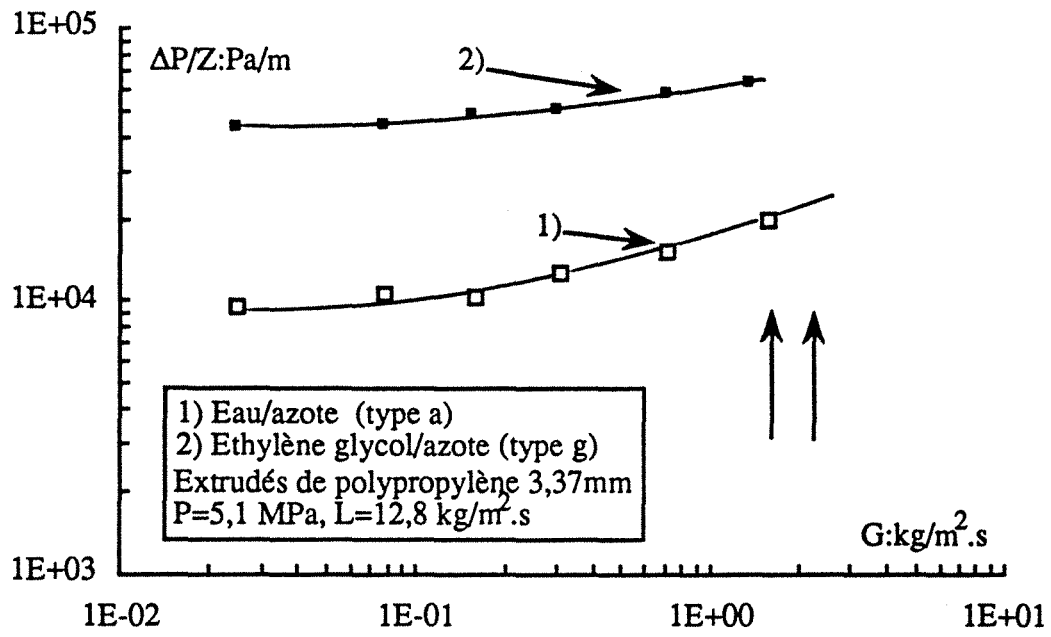 1E+05
ΔP/Z:Pa/m
2)
1)
1E+04
1) Eau/azote (type a)
2) Ethylène glycol/azote (type g)
Extrudés de polypropylène 3,37mm
P=5,1 MPa, L=12,8 kg/m².s
G:kg/m².s
1E+03
1E-02
1E-01
1E+00
1E+01